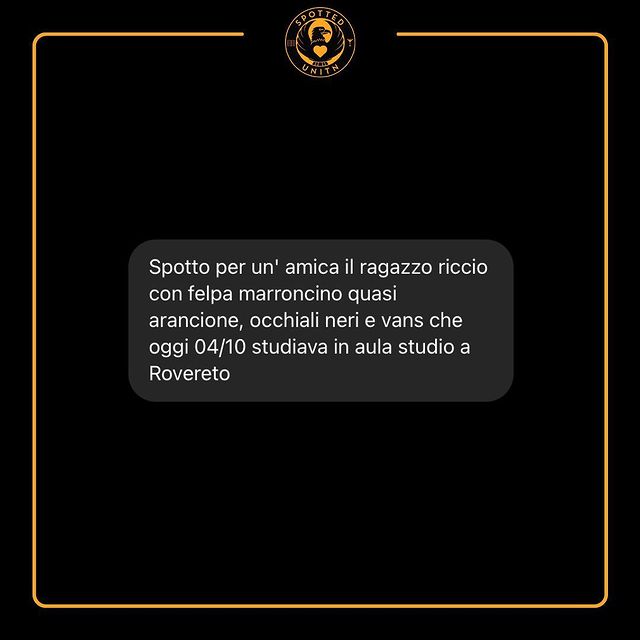 SPOTTED
UNITN
Spotto per un' amica il ragazzo riccio
con felpa marroncino quasi
arancione, occhiali neri e vans che
oggi 04/10 studiava in aula studio a
Rovereto